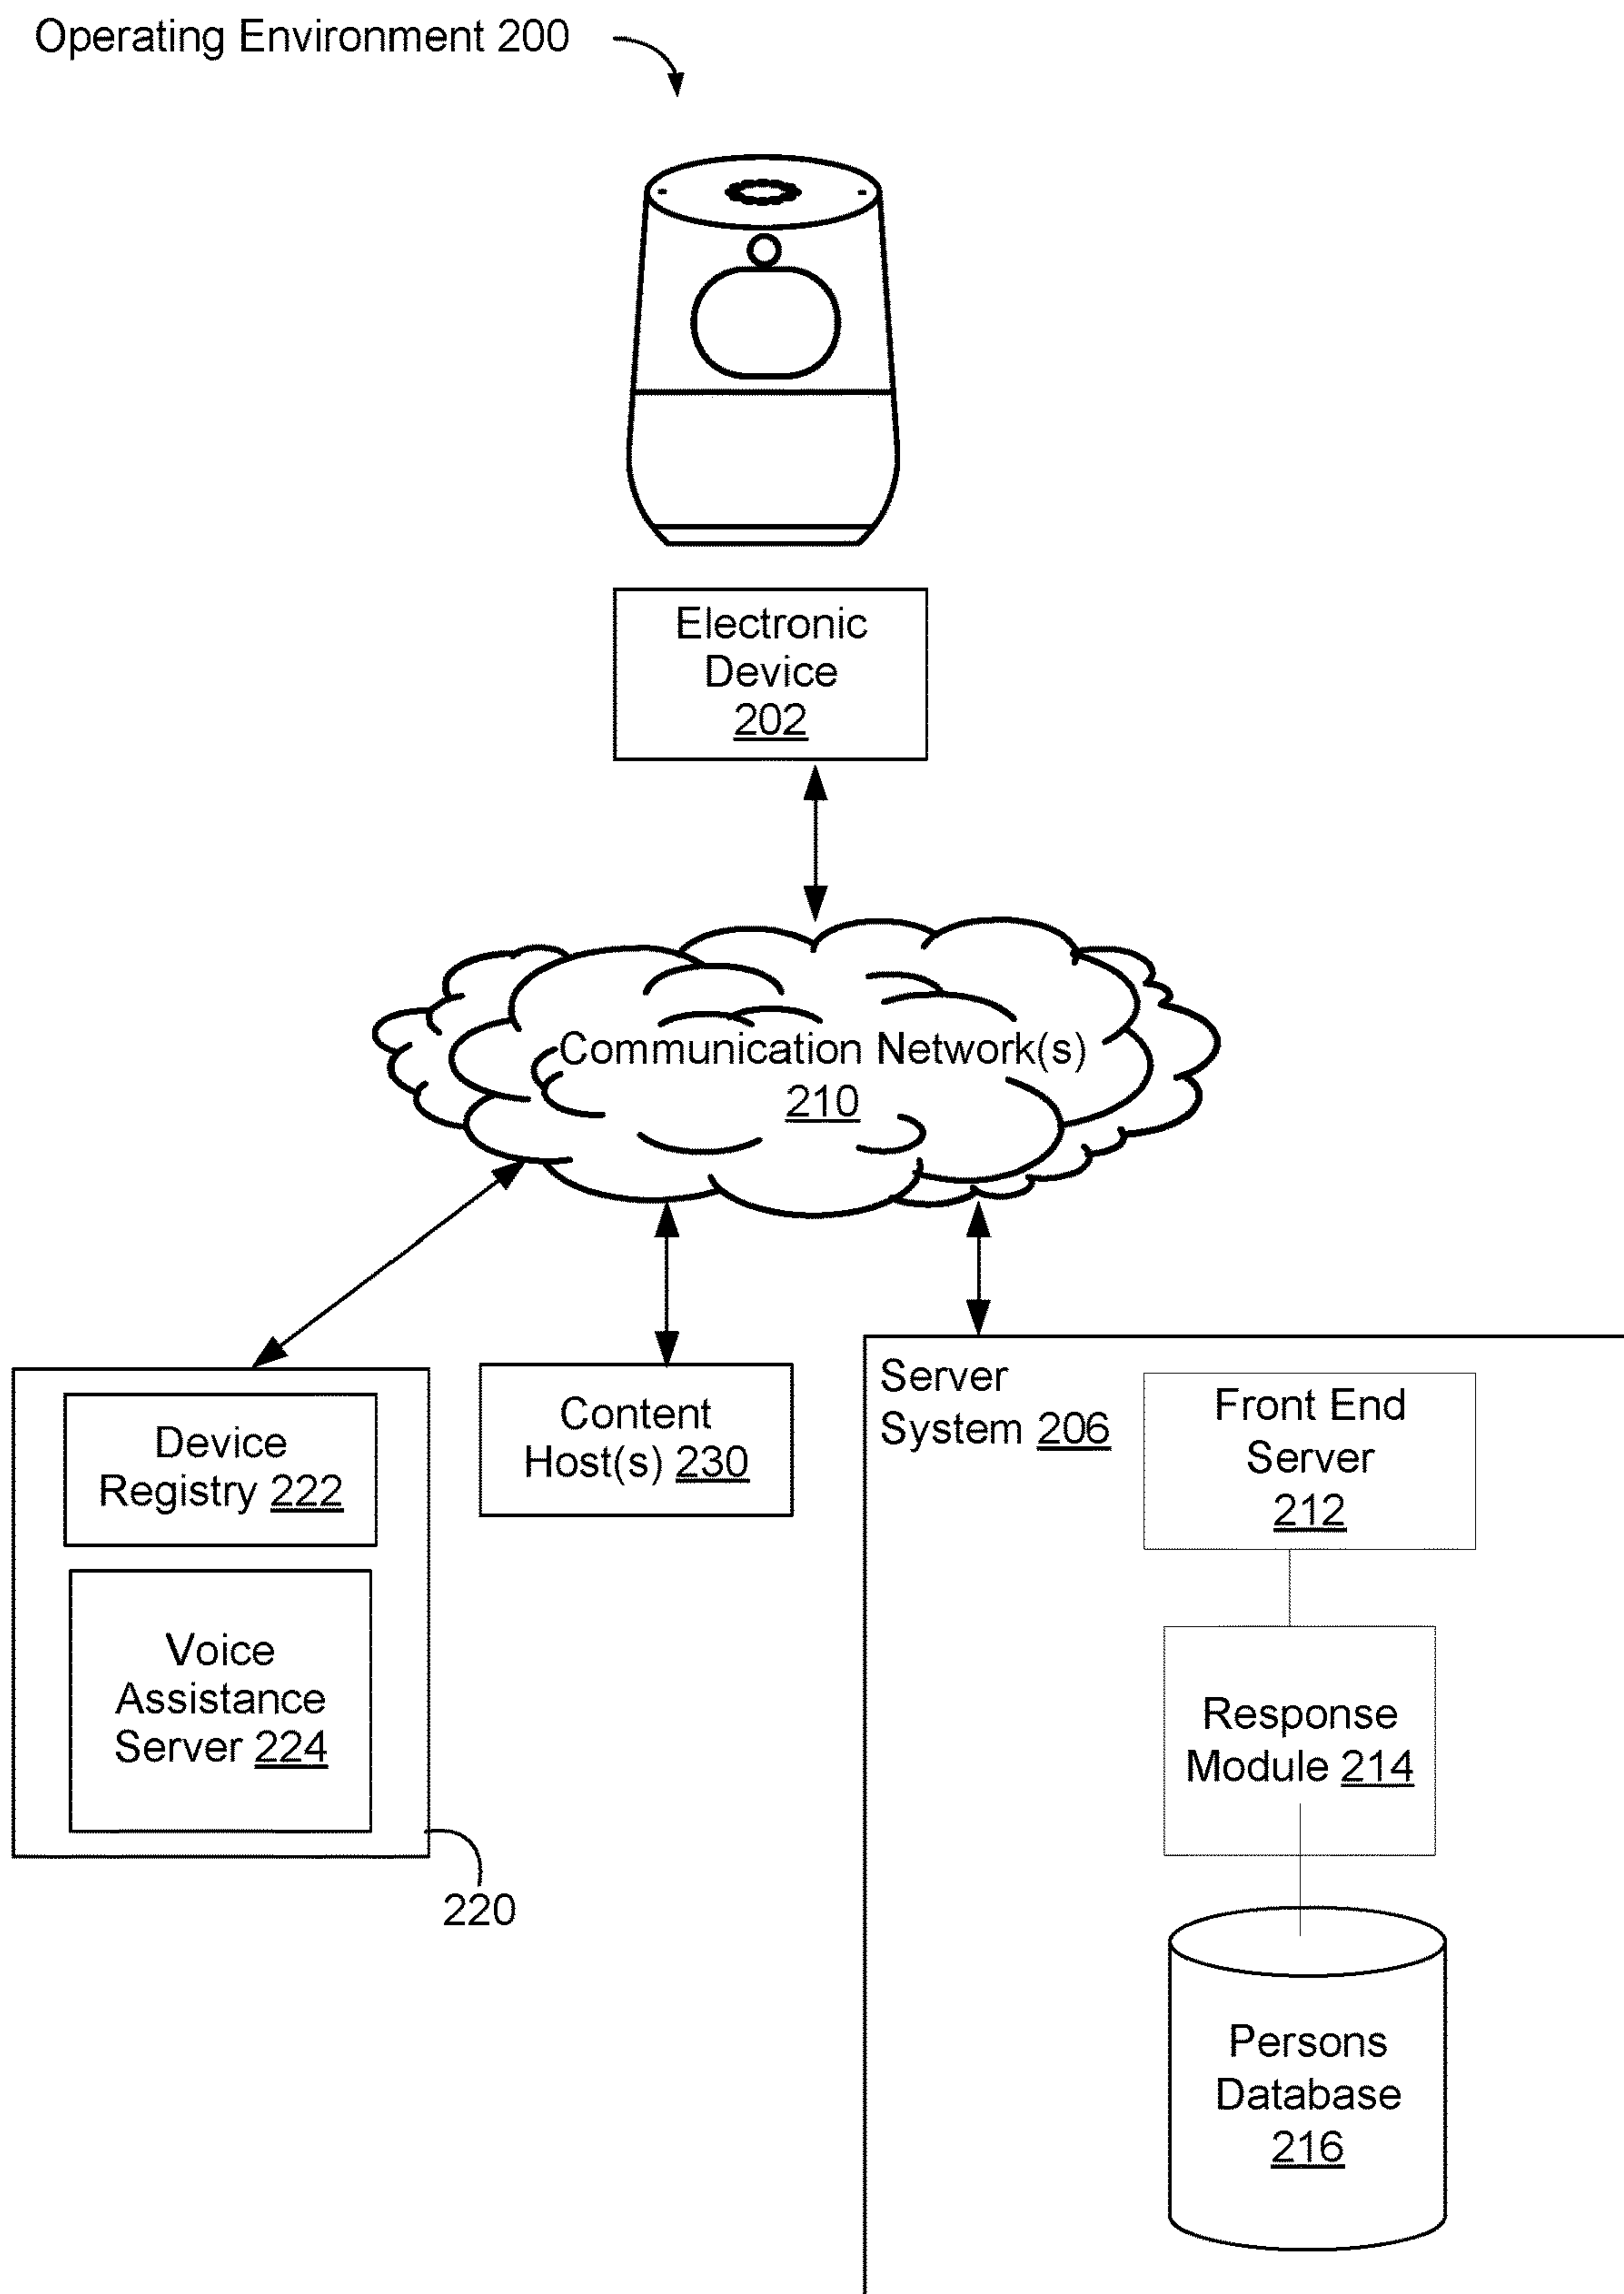 Operating Environment 200
Electronic
Device
202
Communication Network(s)
210
Device
Registry 222
Voice
Assistance
Server 224
220
Content
Host(s) 230
Server
System 206
Front End
Server
212
Response
Module 214
Persons
Database
216